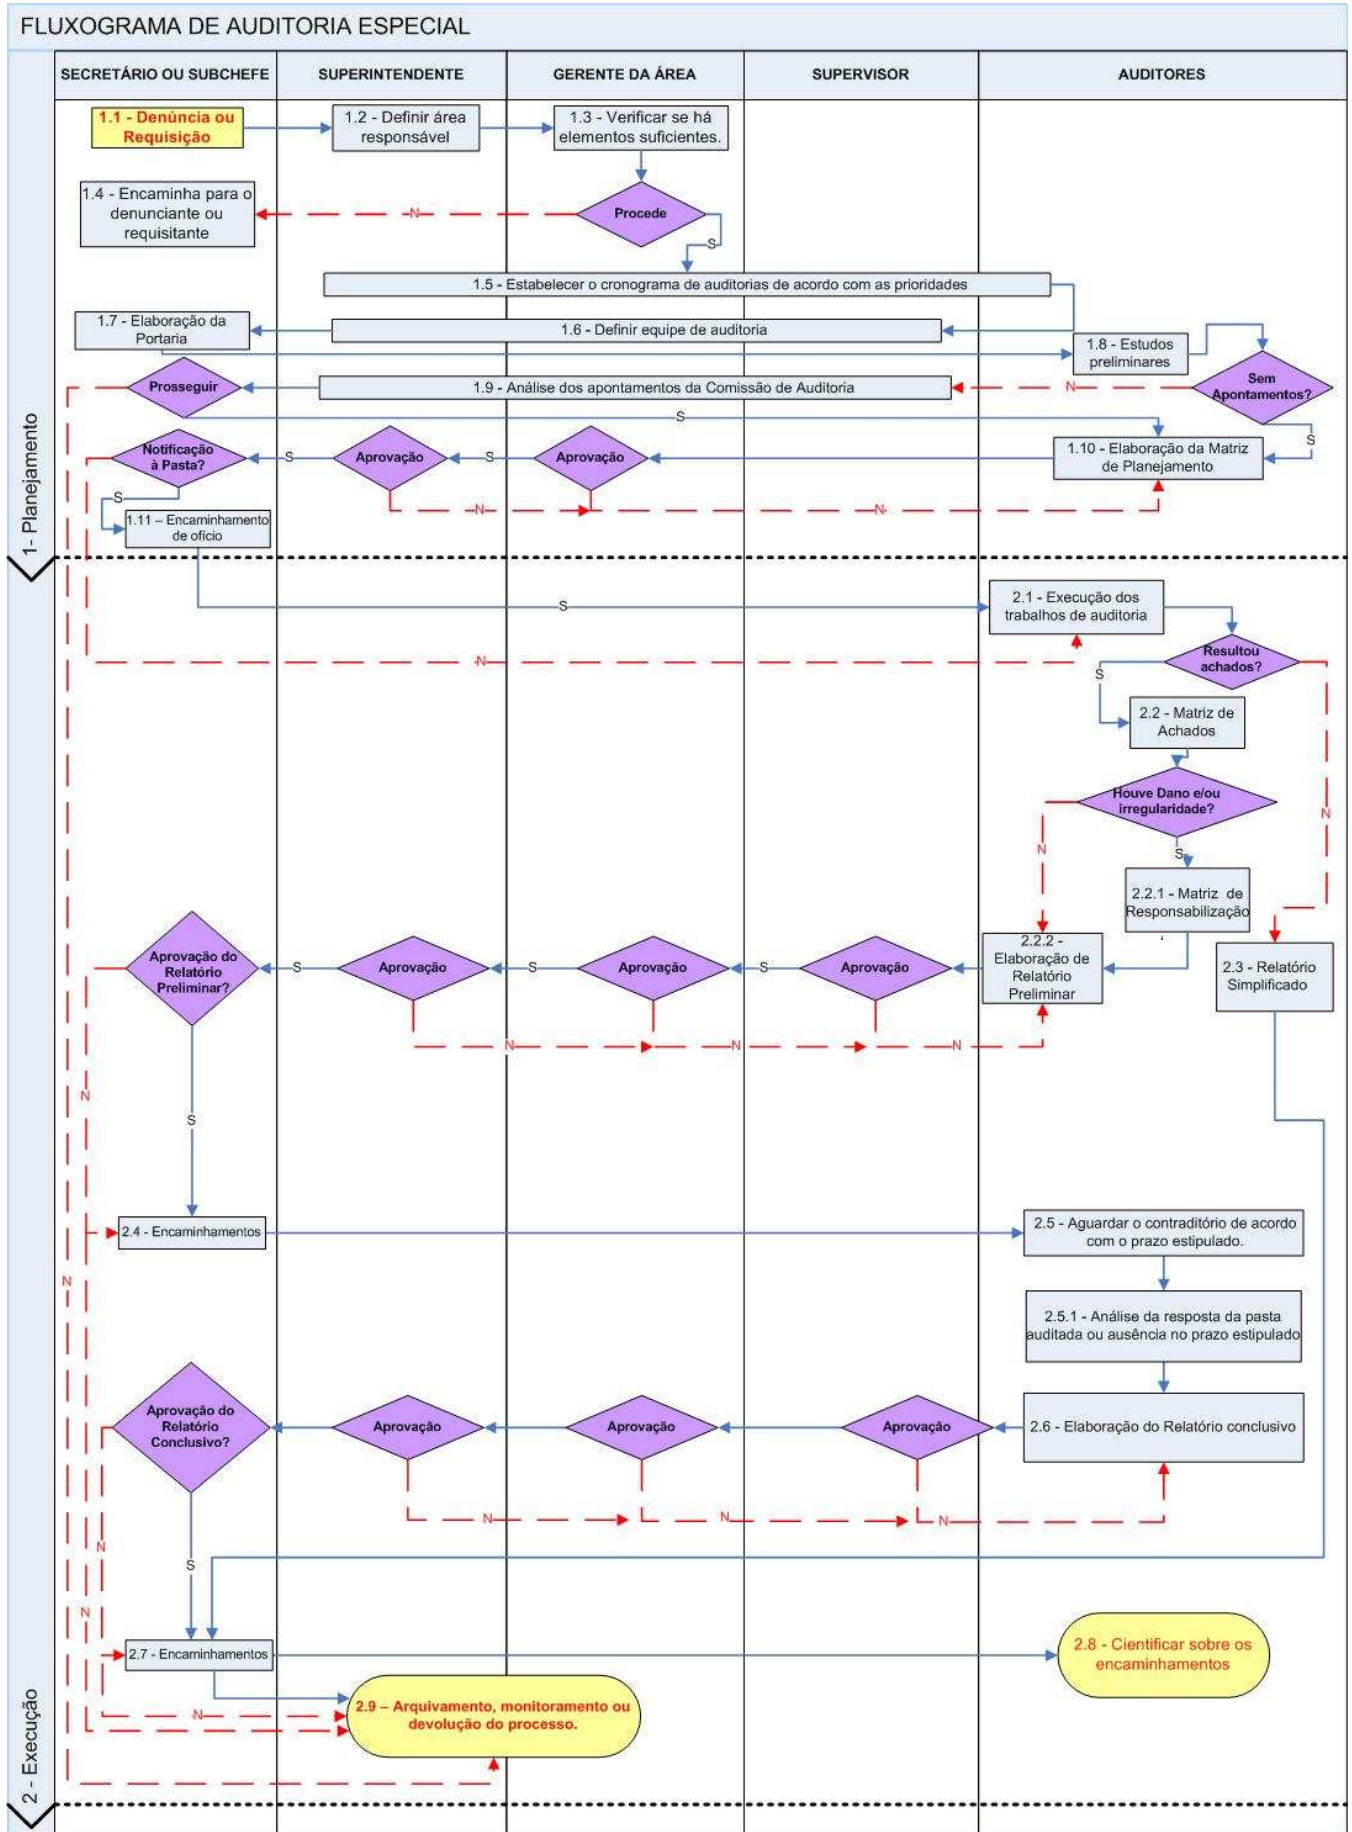 FLUXOGRAMA DE AUDITORIA ESPECIAL
SECRETÁRIO OU SUBCHEFE
SUPERINTENDENTE
GERENTE DA ÁREA
SUPERVISOR
AUDITORES
1- Planejamento
1.1 - Denúncia ou
Requisição
1.2 - Definir área
responsável
1.3 - Verificar se há
elementos suficientes.
1.4 - Encaminha para o
denunciante ou
requisitante
N
Procede
S
1.5 - Estabelecer o cronograma de auditorias de acordo com as prioridades
1.7 - Elaboração da
Portaria
1.6 - Definir equipe de auditoria
1.8 - Estudos
preliminares
Prosseguir
1.9 - Análise dos apontamentos da Comissão de Auditoria
N
Sem
Apontamentos?
S
S
Notificação
à Pasta?
S
Aprovação
S
Aprovação
1.10 - Elaboração da Matriz
de Planejamento
S
N
N
1.11 – Encaminhamento
de ofício
2 - Execução
2.1 - Execução dos
trabalhos de auditoria
S
N
Resultou
achados?
S
2.2 - Matriz de
Achados
Houve Dano e/ou
irregularidade?
N
N
S
2.2.1 - Matriz de
Responsabilização
Aprovação do
Relatório
Preliminar?
S
Aprovação
S
Aprovação
S
Aprovação
2.2.2 -
Elaboração de
Relatório
Preliminar
2.3 - Relatório
Simplificado
N
N
N
N
S
2.4 - Encaminhamentos
2.5 - Aguardar o contraditório de acordo
com o prazo estipulado.
N
2.5.1 - Análise da resposta da pasta
auditada ou ausência no prazo estipulado
Aprovação do
Relatório
Conclusivo?
Aprovação
Aprovação
Aprovação
2.6 - Elaboração do Relatório conclusivo
N
N
N
N
S
N
2.7 - Encaminhamentos
2.8 - Cientificar sobre os
encaminhamentos
N
2.9 – Arquivamento, monitoramento ou
devolução do processo.